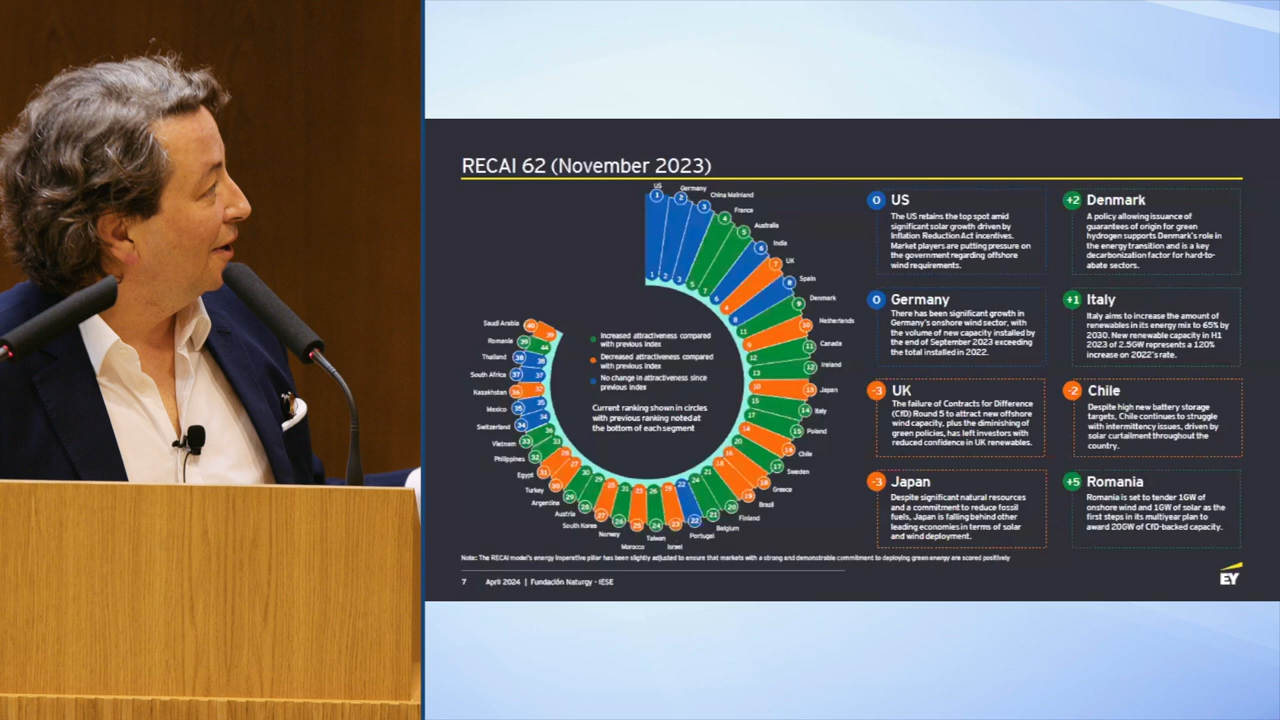 RECAI 62 (November 2023)
US
Germany
China Mainland
France
Australia
India
UK
Spain
Denmark
Netherlands
Canada
Ireland
Japan
Italy
Poland
Chile
Sweden
Greece
Brazil
Finland
Belgium
Portugal
Israel
Taiwan
Morocco
Norway
South Korea
Austria
Argentina
Turkey
Egypt
Philippines
Vietnam
Switzerland
Mexico
Kazakhstan
South Africa
Thailand
Romania
Saudi Arabia
Increased attractiveness compared
with previous index
Decreased attractiveness compared
with previous index
No change in attractiveness since
previous index
Current ranking shown in circles
with previous ranking noted at
the bottom of each segment
0 US
The US retains the top spot amid
significant solar growth driven by
Inflation Reduction Act incentives.
Market players are putting pressure on
the government regarding offshore
wind requirements.
+2 Denmark
A policy allowing issuance of
guarantees of origin for green
hydrogen supports Denmark's role in
the energy transition and is a key
decarbonization factor for hard-to-
abate sectors.
0 Germany
There has been significant growth in
Germany's onshore wind sector, with
the volume of new capacity installed by
the end of September 2023 exceeding
the total installed in 2022.
+1 Italy
Italy aims to increase the amount of
renewables in its energy mix to 65% by
2030. New renewable capacity in H1
2023 of 2.5GW represents a 120%
increase on 2022's rate.
-3 UK
The failure of Contracts for Difference
(CfD) Round 5 to attract new offshore
wind capacity, plus the diminishing of
green policies, has left investors with
reduced confidence in UK renewables.
-2 Chile
Despite high new battery storage
targets, Chile continues to struggle
with intermittency issues, driven by
solar curtailment throughout the
country.
-3 Japan
Despite significant natural resources
and a commitment to reduce fossil
fuels, Japan is falling behind other
leading economies in terms of solar
and wind deployment.
+5 Romania
Romania is set to tender 1GW of
onshore wind and 1GW of solar as the
first steps in its multiyear plan to
award 20GW of CfD-backed capacity.
Note: The RECAI model's energy imperative pillar has been slightly adjusted to ensure that markets with a strong and demonstrable commitment to deploying green energy are scored positively
7 April 2024 | Fundación Naturgy - IESE
EY